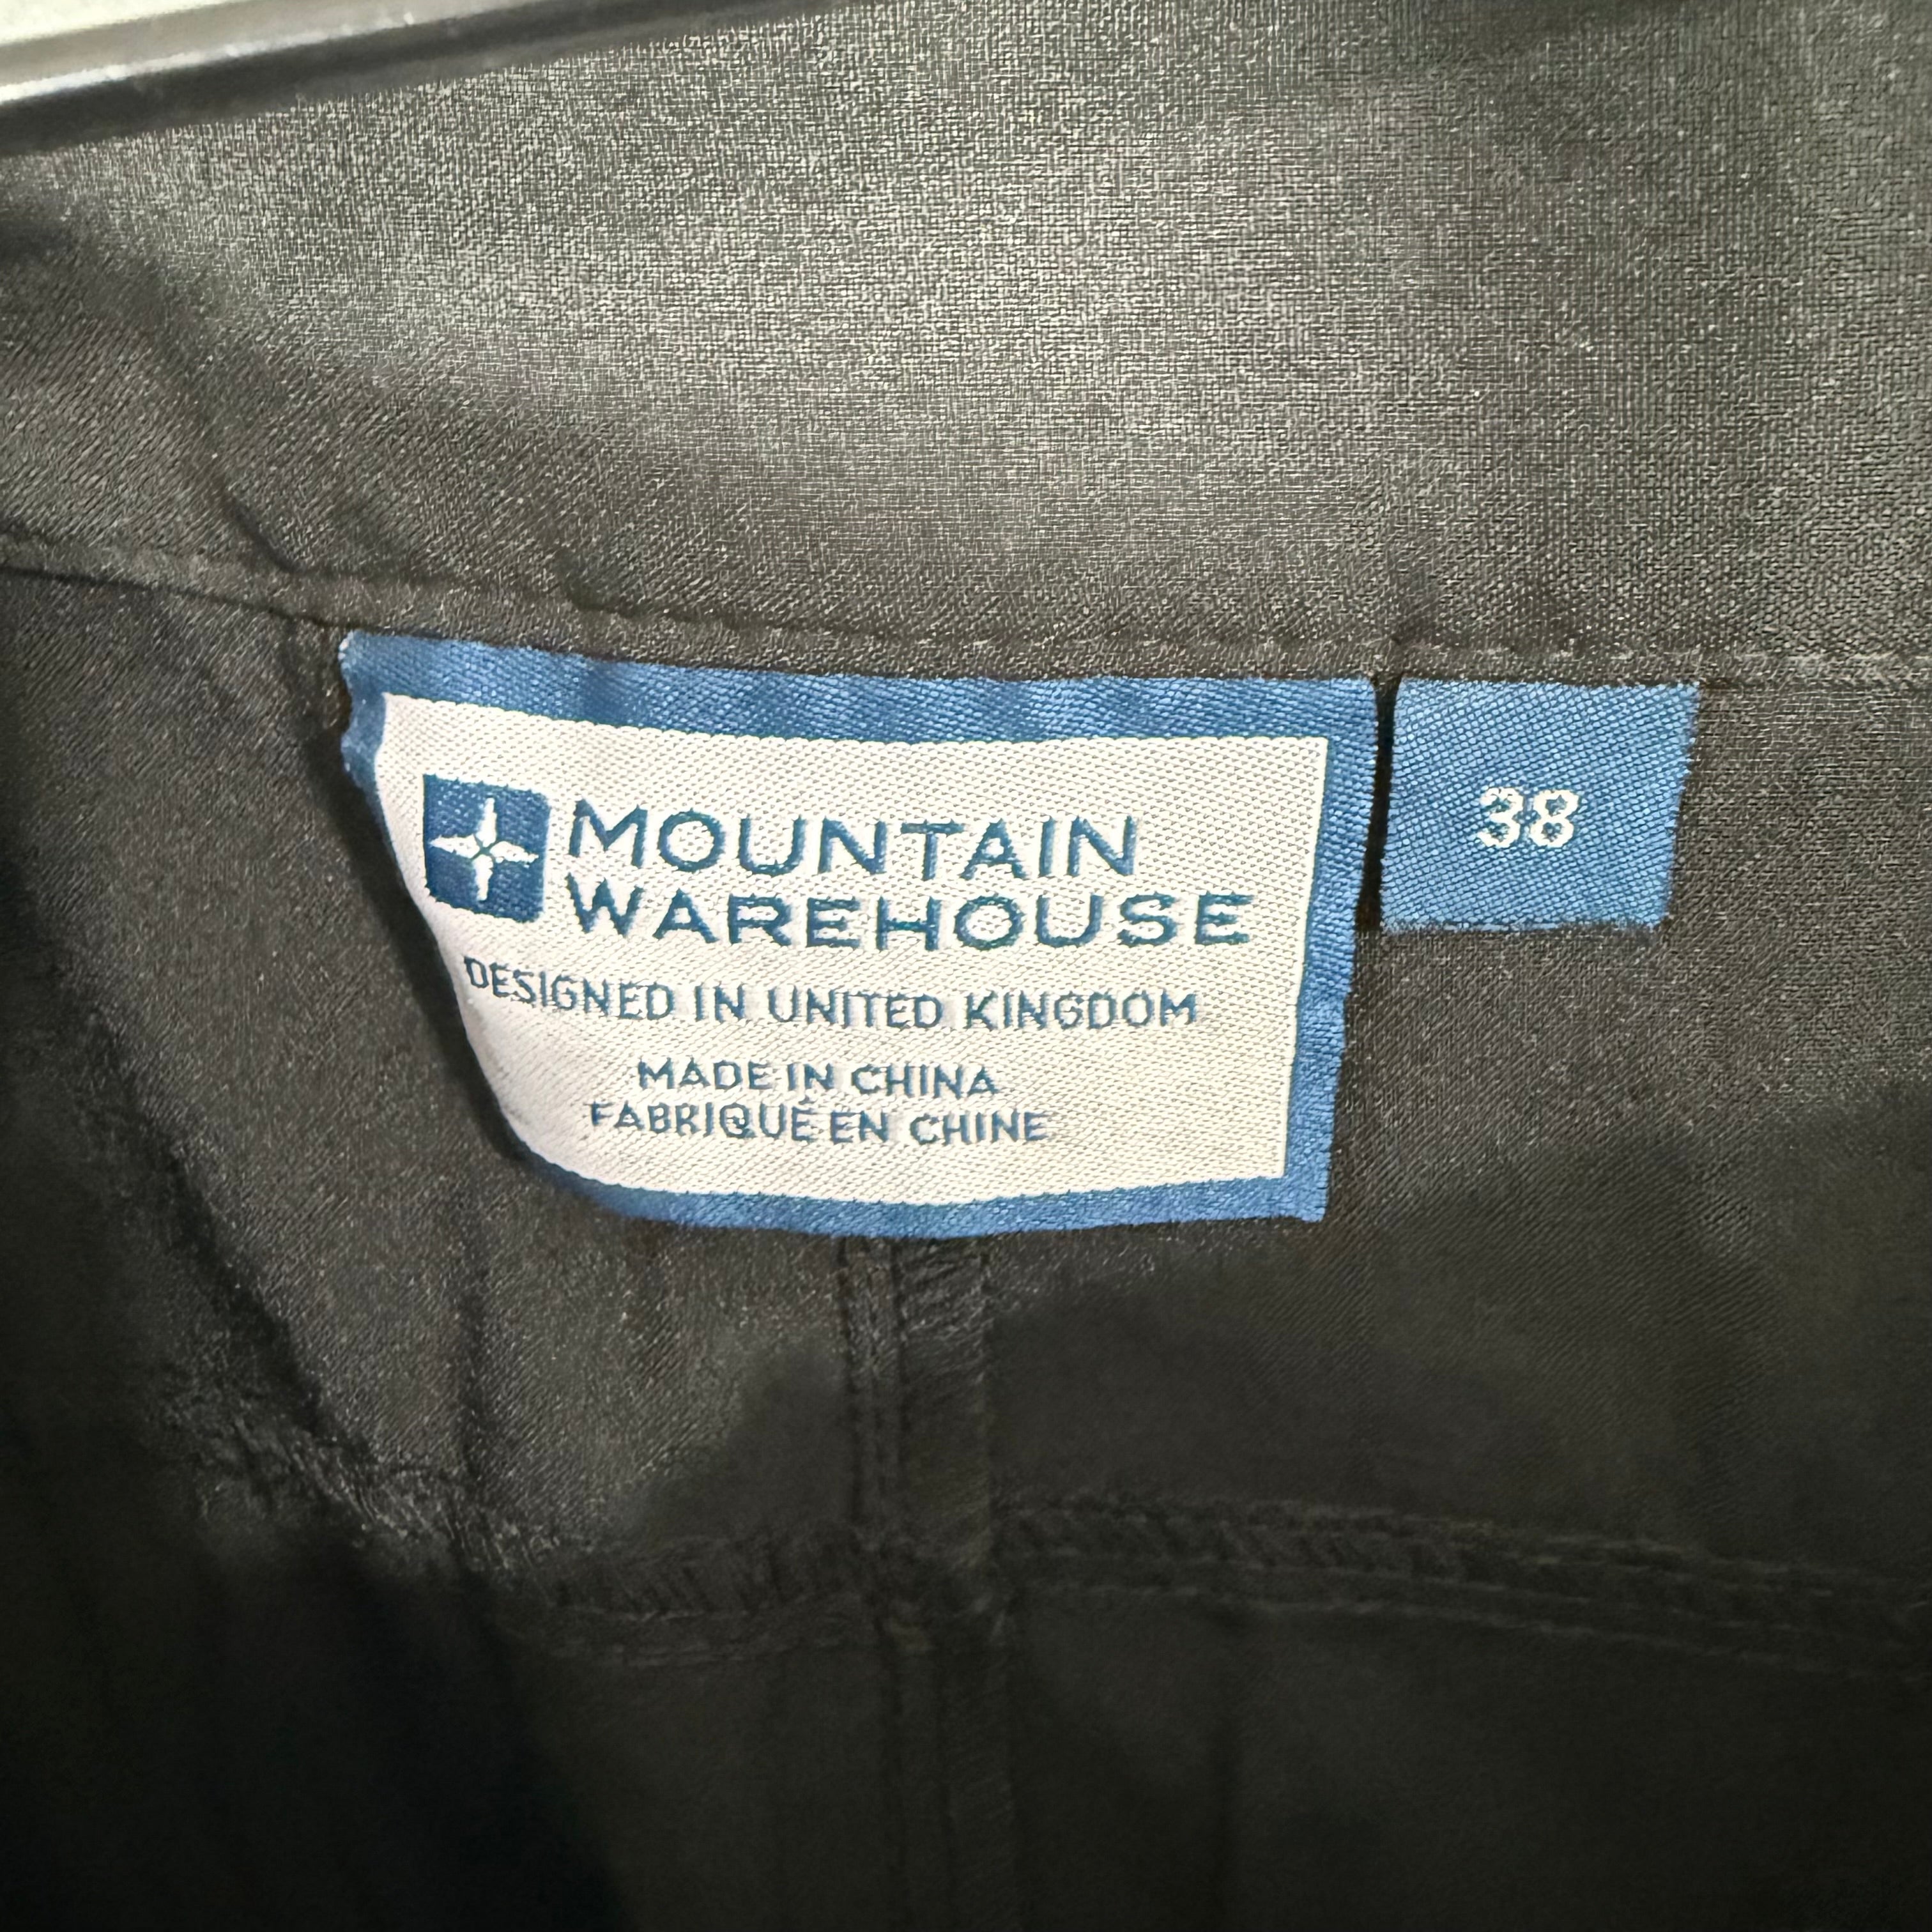 MOUNTAIN
WAREHOUSE
DESIGNED IN UNITED KINGDOM
MADE IN CHINA
FABRIQUÉ EN CHINE
38